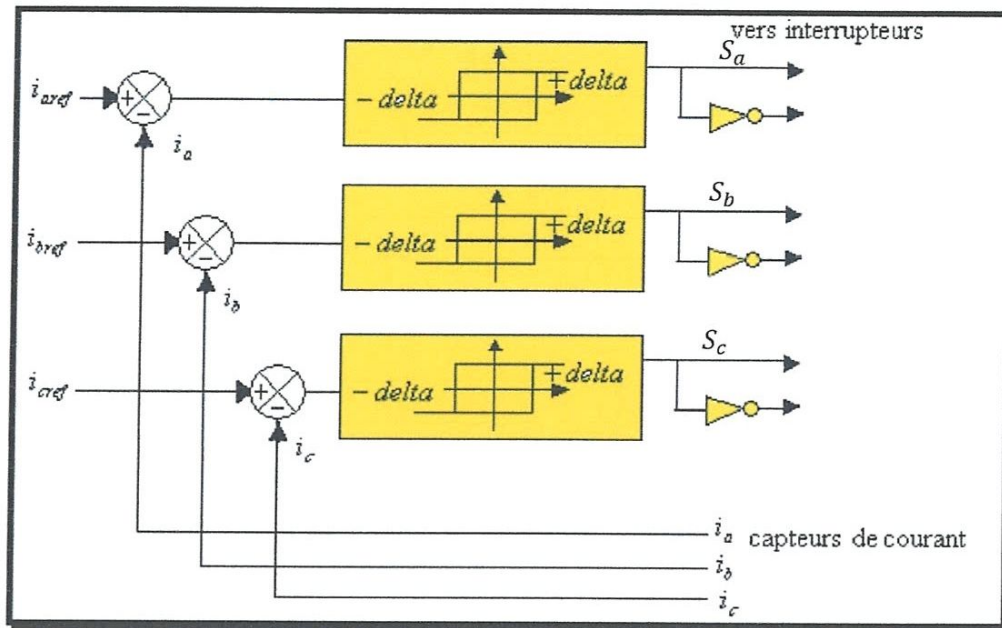 vers interrupteurs
S_a
i_aref
+
−
− delta
+ delta
i_a
S_b
i_bref
+
−
− delta
+ delta
i_b
S_c
i_cref
+
−
− delta
+ delta
i_c
i_a capteurs de courant
i_b
i_c